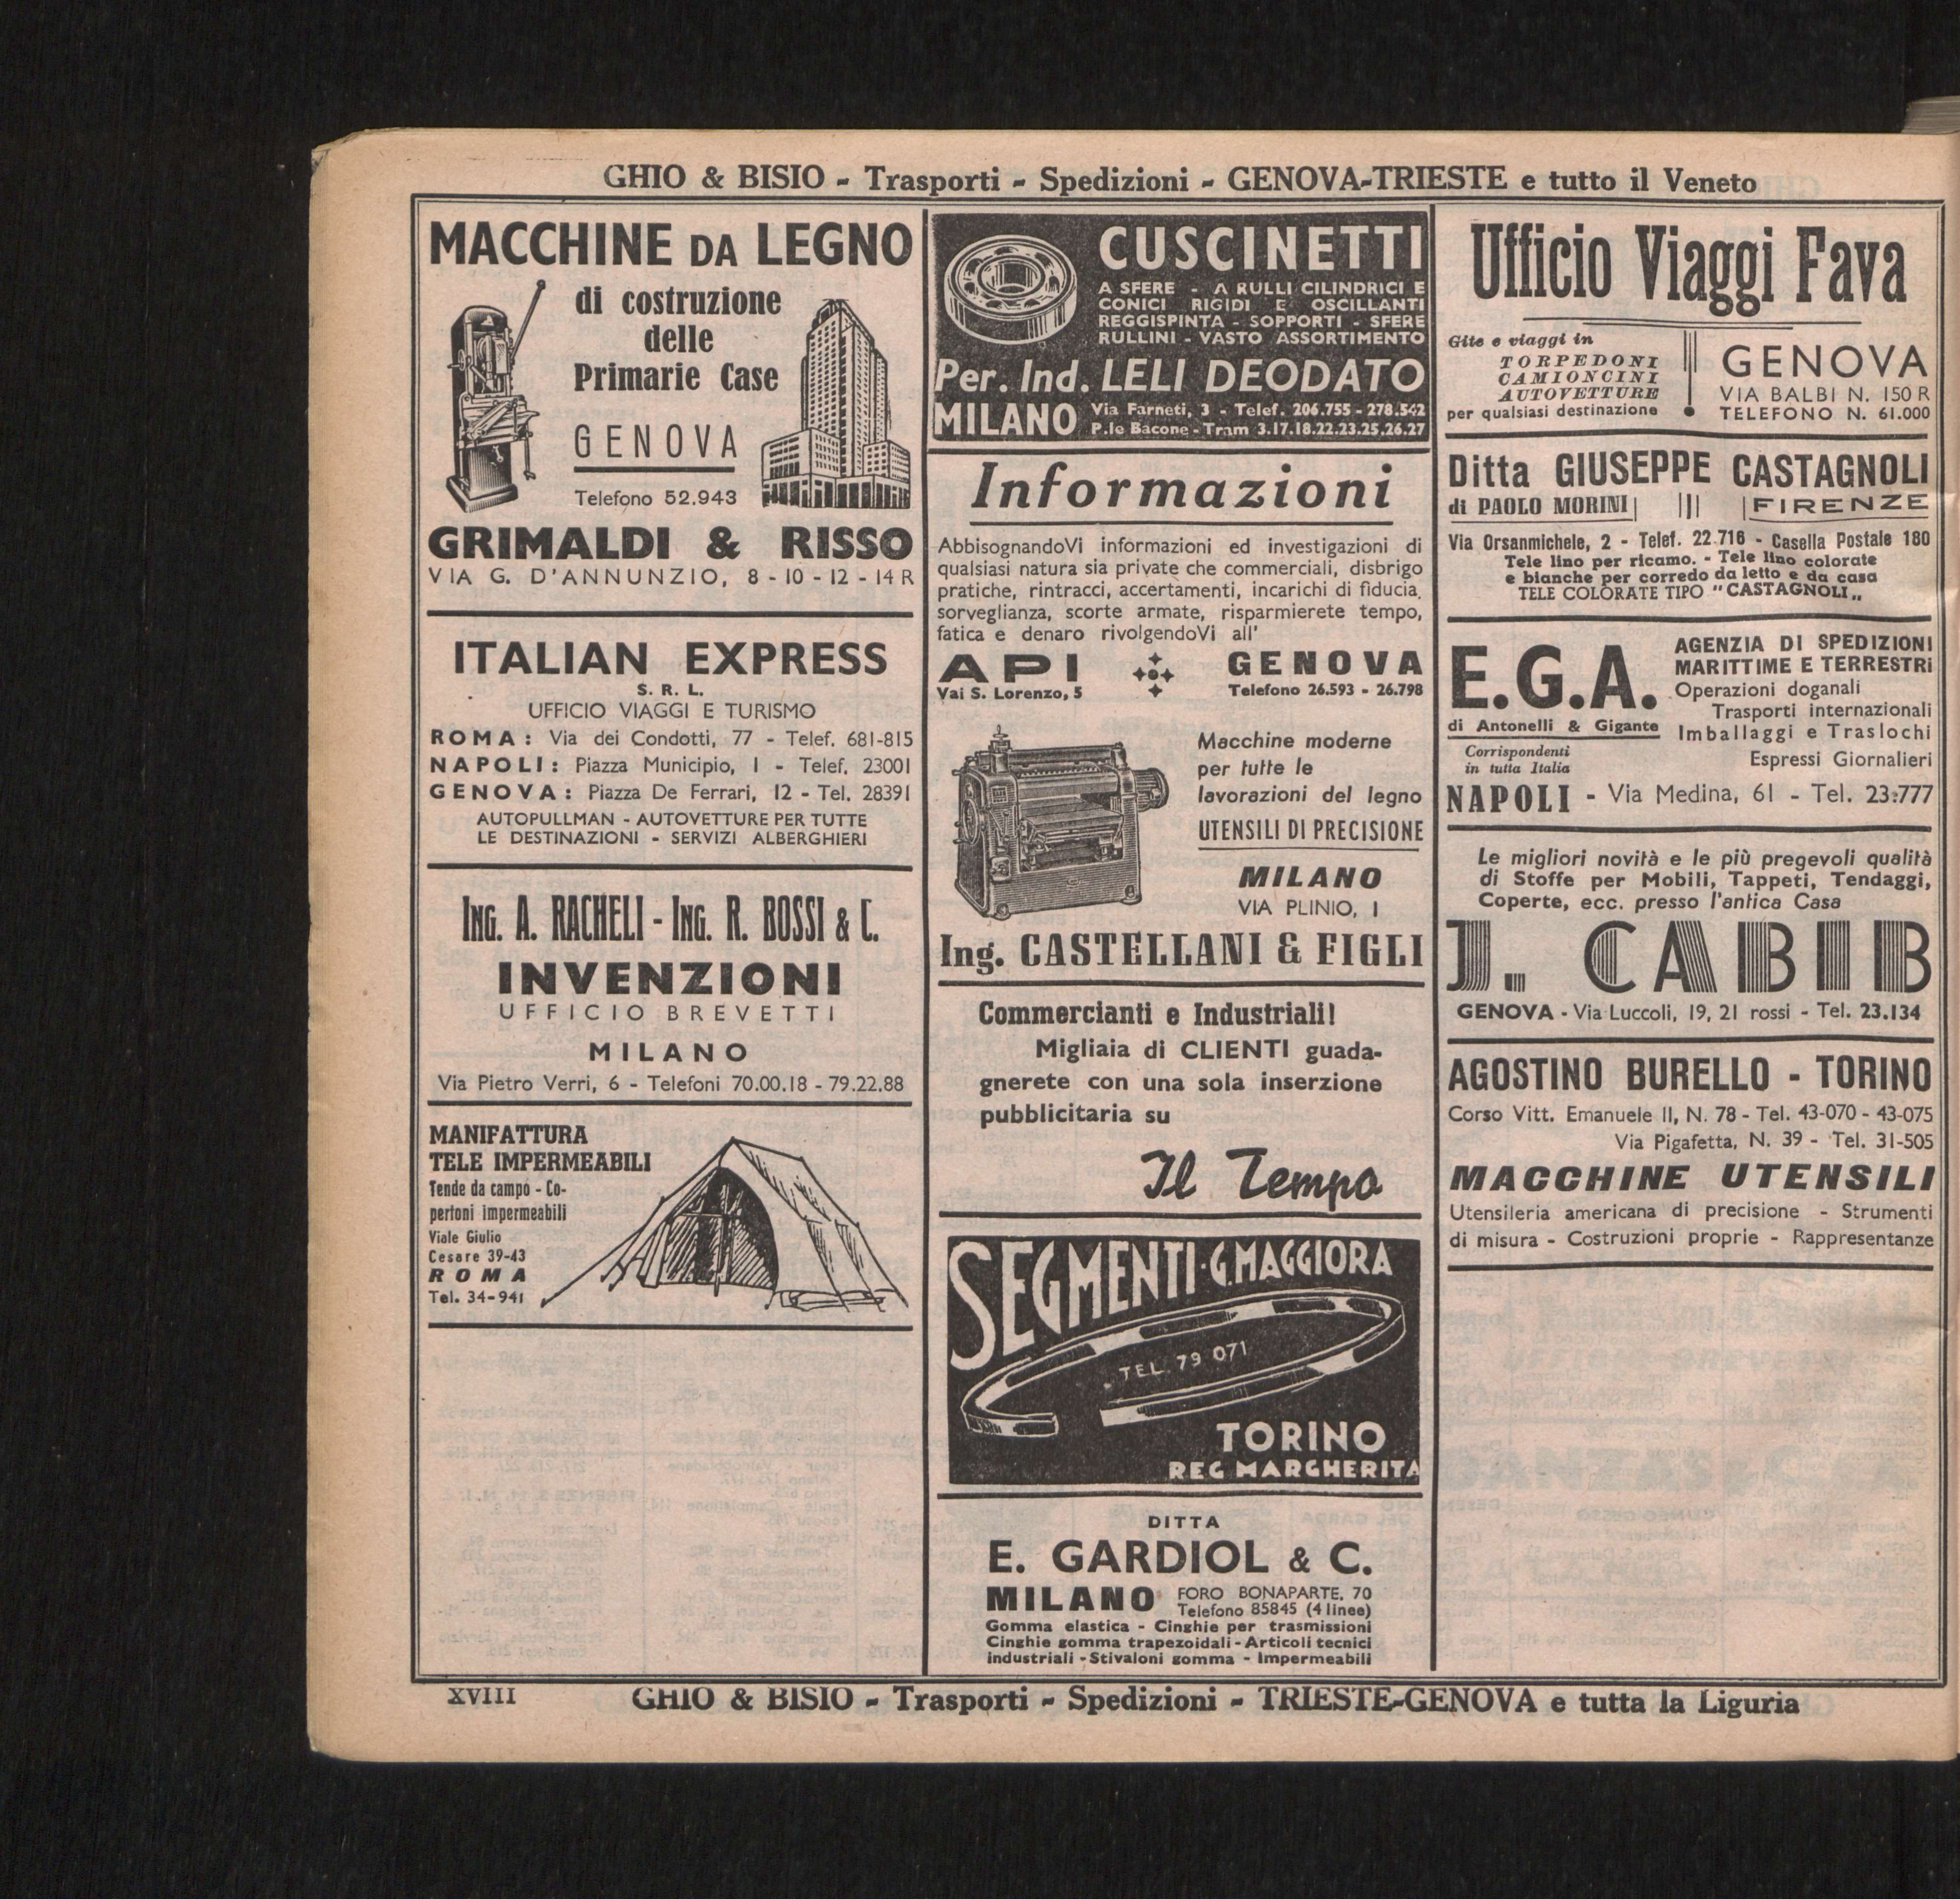 GHIO & BISIO - Trasporti - Spedizioni - GENOVA-TRIESTE e tutto il Veneto
MACCHINE DA LEGNO
di costruzione
delle
Primarie Case
GENOVA
Telefono 52.943
GRIMALDI & RISSO
VIA G. D'ANNUNZIO, 8 - 10 - 12 - 14 R
ITALIAN EXPRESS
S. R. L.
UFFICIO VIAGGI E TURISMO
ROMA: Via dei Condotti, 77 - Telef. 681-815
NAPOLI: Piazza Municipio, 1 - Telef. 23001
GENOVA: Piazza De Ferrari, 12 - Tel. 28391
AUTOPULLMAN - AUTOVETTURE PER TUTTE
LE DESTINAZIONI - SERVIZI ALBERGHIERI
ING. A. RACHELI - ING. R. BOSSI & C.
INVENZIONI
UFFICIO BREVETTI
MILANO
Via Pietro Verri, 6 - Telefoni 70.00.18 - 79.22.88
MANIFATTURA
TELE IMPERMEABILI
Tende da campo - Co-
pertoni impermeabili
Viale Giulio
Cesare 39-43
ROMA
Tel. 34-941
CUSCINETTI
A SFERE - A RULLI CILINDRICI E
CONICI RIGIDI E OSCILLANTI
REGGISPINTA - SOPPORTI - SFERE
RULLINI - VASTO ASSORTIMENTO
Per. Ind. LELI DEODATO
MILANO Via Farneti, 3 - Telef. 206.755 - 278.542
P.le Bacone - Tram 3.17.18.22.23.25.26.27
Informazioni
AbbisognandoVi informazioni ed investigazioni di
qualsiasi natura sia private che commerciali, disbrigo
pratiche, rintracci, accertamenti, incarichi di fiducia,
sorveglianza, scorte armate, risparmierete tempo,
fatica e denaro rivolgendoVi all'
API GENOVA
Vai S. Lorenzo, 5 Telefono 26.593 - 26.798
Macchine moderne
per tutte le
lavorazioni del legno
UTENSILI DI PRECISIONE
MILANO
VIA PLINIO, 1
Ing. CASTELLANI & FIGLI
Commercianti e Industriali!
Migliaia di CLIENTI guada-
gnerete con una sola inserzione
pubblicitaria su
Il Tempo
SEGMENTI - G. MAGGIORA
TEL. 79 071
TORINO
REG MARGHERITA
DITTA
E. GARDIOL & C.
MILANO FORO BONAPARTE, 70
Telefono 85845 (4 linee)
Gomma elastica - Cinghie per trasmissioni
Cinghie gomma trapezoidali - Articoli tecnici
industriali - Stivaloni gomma - Impermeabili
Ufficio Viaggi Fava
Gite e viaggi in
TORPEDONI
CAMIONCINI
AUTOVETTURE
per qualsiasi destinazione
GENOVA
VIA BALBI N. 150 R
TELEFONO N. 61.000
Ditta GIUSEPPE CASTAGNOLI
di PAOLO MORINI FIRENZE
Via Orsanmichele, 2 - Telef. 22.716 - Casella Postale 180
Tele lino per ricamo. - Tele lino colorate
e bianche per corredo da letto e da casa
TELE COLORATE TIPO "CASTAGNOLI„
E.G.A.
di Antonelli & Gigante
Corrispondenti
in tutta Italia
AGENZIA DI SPEDIZIONI
MARITTIME E TERRESTRI
Operazioni doganali
Trasporti internazionali
Imballaggi e Traslochi
Espressi Giornalieri
NAPOLI - Via Medina, 61 - Tel. 23.777
Le migliori novità e le più pregevoli qualità
di Stoffe per Mobili, Tappeti, Tendaggi,
Coperte, ecc. presso l'antica Casa
J. CABIB
GENOVA - Via Luccoli, 19, 21 rossi - Tel. 23.134
AGOSTINO BURELLO - TORINO
Corso Vitt. Emanuele II, N. 78 - Tel. 43-070 - 43-075
Via Pigafetta, N. 39 - Tel. 31-505
MACCHINE UTENSILI
Utensileria americana di precisione - Strumenti
di misura - Costruzioni proprie - Rappresentanze
XVIII GHIO & BISIO - Trasporti - Spedizioni - TRIESTE-GENOVA e tutta la Liguria